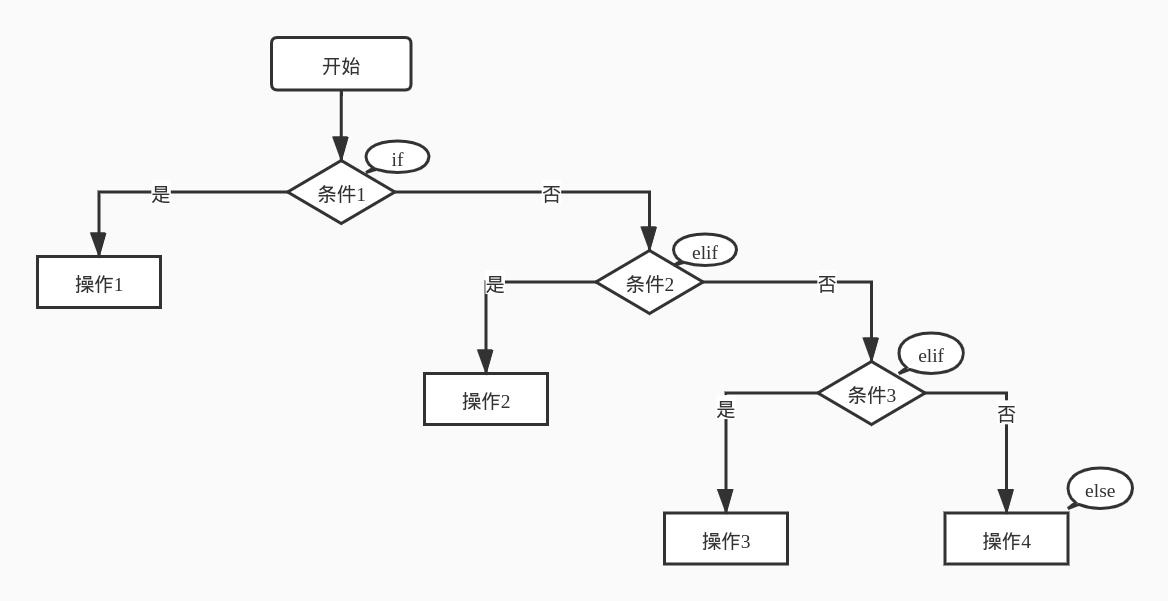 开始
if
条件1
是
否
elif
操作1
条件2
是
否
elif
条件3
操作2
是
否
else
操作3
操作4